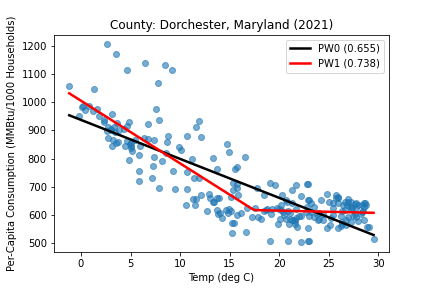 County: Dorchester, Maryland (2021)
Per-Capita Consumption (MMBtu/1000 Households)
1200
1100
1000
900
800
700
600
500
PW0 (0.655)
PW1 (0.738)
0 5 10 15 20 25 30
Temp (deg C)